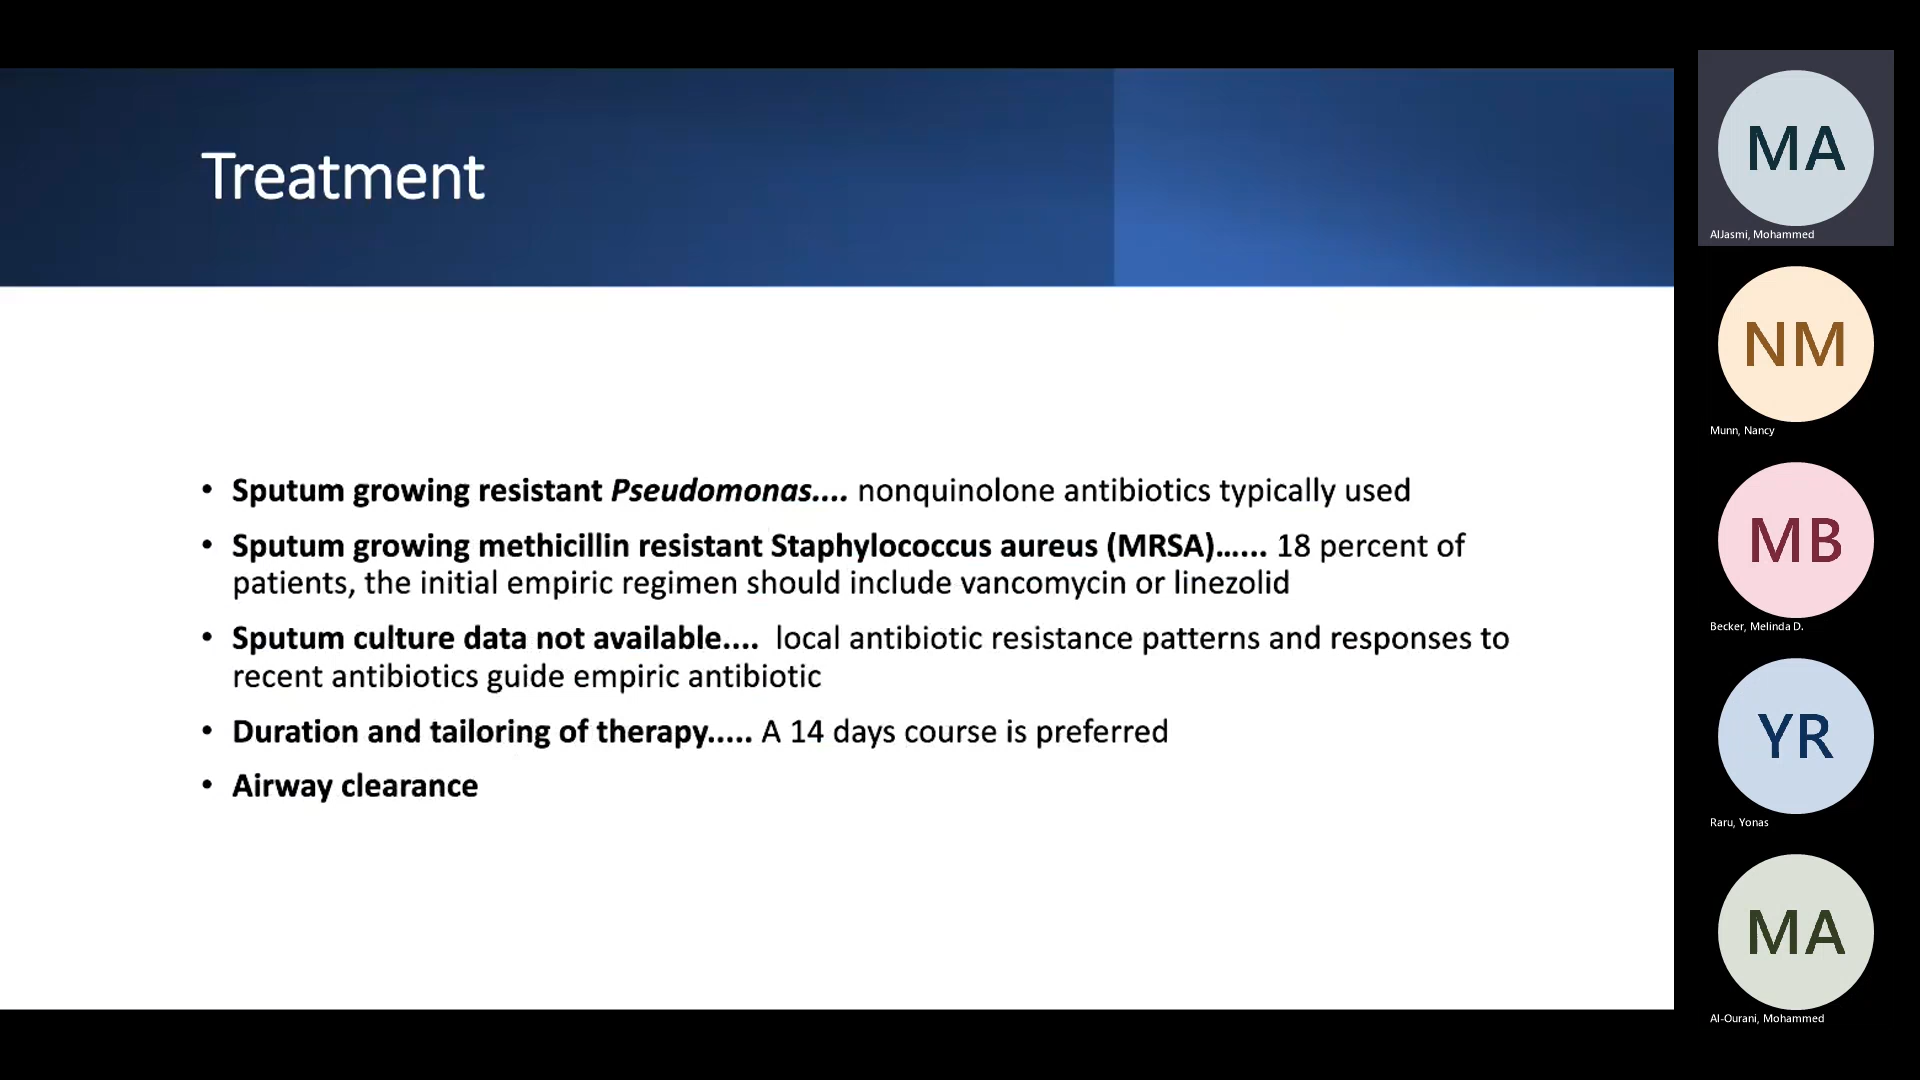 Treatment
• Sputum growing resistant Pseudomonas.... nonquinolone antibiotics typically used
• Sputum growing methicillin resistant Staphylococcus aureus (MRSA)...... 18 percent of
patients, the initial empiric regimen should include vancomycin or linezolid
• Sputum culture data not available.... local antibiotic resistance patterns and responses to
recent antibiotics guide empiric antibiotic
• Duration and tailoring of therapy..... A 14 days course is preferred
• Airway clearance
MA
AlJasmi, Mohammed
NM
Munn, Nancy
MB
Becker, Melinda D.
YR
Raru, Yonas
MA
Al-Ourani, Mohammed